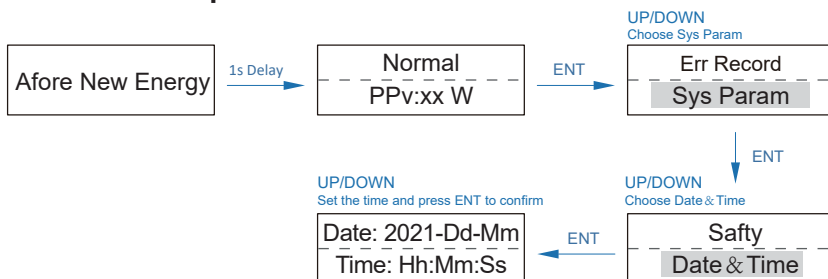 UP/DOWN
Choose Sys Param
Afore New Energy
1s Delay
Normal
PPv:xx W
ENT
Err Record
Sys Param
ENT
UP/DOWN
Set the time and press ENT to confirm
UP/DOWN
Choose Date & Time
Date: 2021-Dd-Mm
Time: Hh:Mm:Ss
ENT
Safty
Date & Time